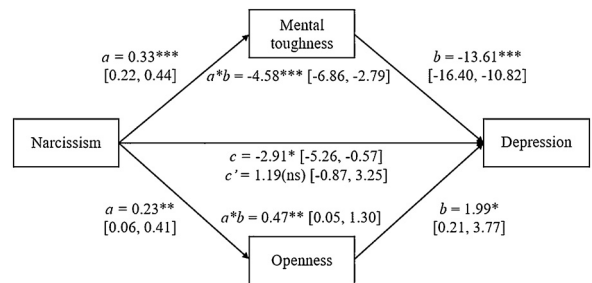 Mental
toughness
a = 0.33***
[0.22, 0.44]
a*b = -4.58*** [-6.86, -2.79]
b = -13.61***
[-16.40, -10.82]
Narcissism
c = -2.91* [-5.26, -0.57]
c' = 1.19(ns) [-0.87, 3.25]
Depression
a = 0.23**
[0.06, 0.41]
a*b = 0.47** [0.05, 1.30]
b = 1.99*
[0.21, 3.77]
Openness